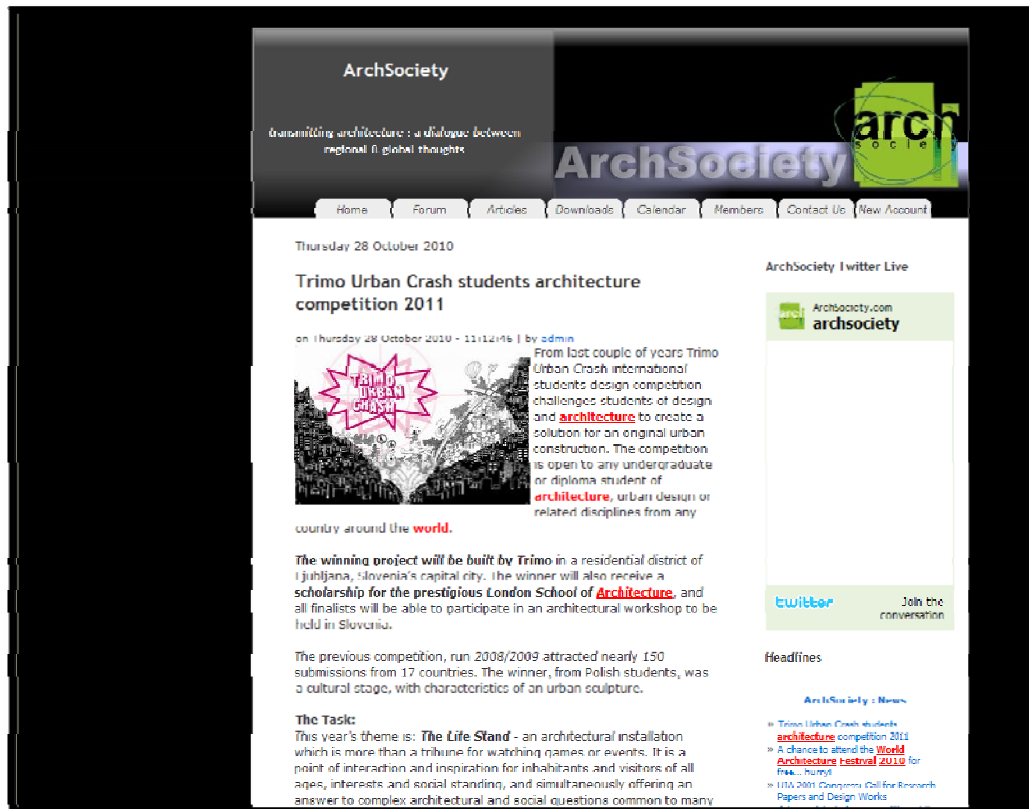 ArchSociety
transmitting architecture : a dialogue between
regional & global thoughts
ArchSociety
arch
society
Home
Forum
Articles
Downloads
Calendar
Members
Contact Us
New Account
Thursday 28 October 2010
Trimo Urban Crash students architecture
competition 2011
on Thursday 28 October 2010 - 11:12:46 | by admin
TRIMO
URBAN
CRASH
From last couple of years Trimo
Urban Crash international
students design competition
challenges students of design
and architecture to create a
solution for an original urban
construction. The competition
is open to any undergraduate
or diploma student of
architecture, urban design or
related disciplines from any
country around the world.
The winning project will be built by Trimo in a residential district of
Ljubljana, Slovenia's capital city. The winner will also receive a
scholarship for the prestigious London School of Architecture, and
all finalists will be able to participate in an architectural workshop to be
held in Slovenia.
The previous competition, run 2008/2009 attracted nearly 150
submissions from 17 countries. The winner, from Polish students, was
a cultural stage, with characteristics of an urban sculpture.
The Task:
This year's theme is: The Life Stand - an architectural installation
which is more than a tribune for watching games or events. It is a
point of interaction and inspiration for inhabitants and visitors of all
ages, interests and social standing, and simultaneously offering an
answer to complex architectural and social questions common to many
ArchSociety Twitter Live
arch
ArchSociety.com
archsociety
twitter
Join the
conversation
Headlines
ArchSociety : News
» Trimo Urban Crash students
architecture competition 2011
» A chance to attend the World
Architecture Festival 2010 for
free... hurry!
» UIA 2001 Congress: Call for Research
Papers and Design Works